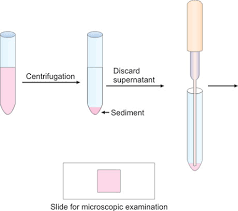 Centrifugation
Discard
supernatant
Sediment
Slide for microscopic examination